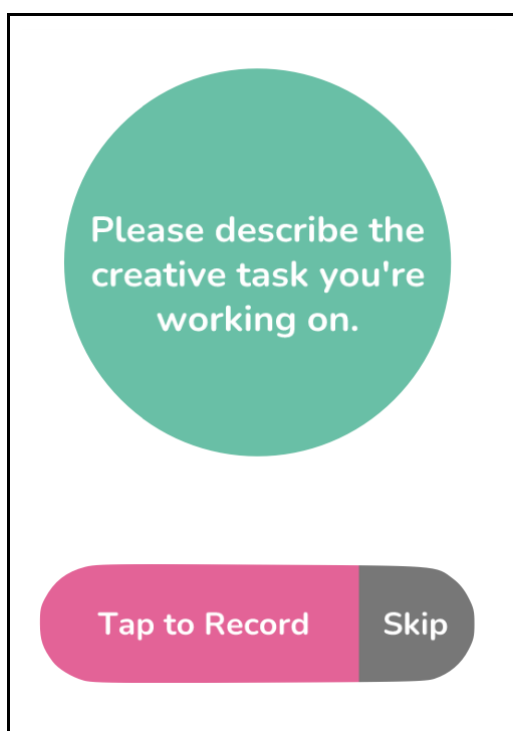 Please describe the
creative task you're
working on.
Tap to Record
Skip